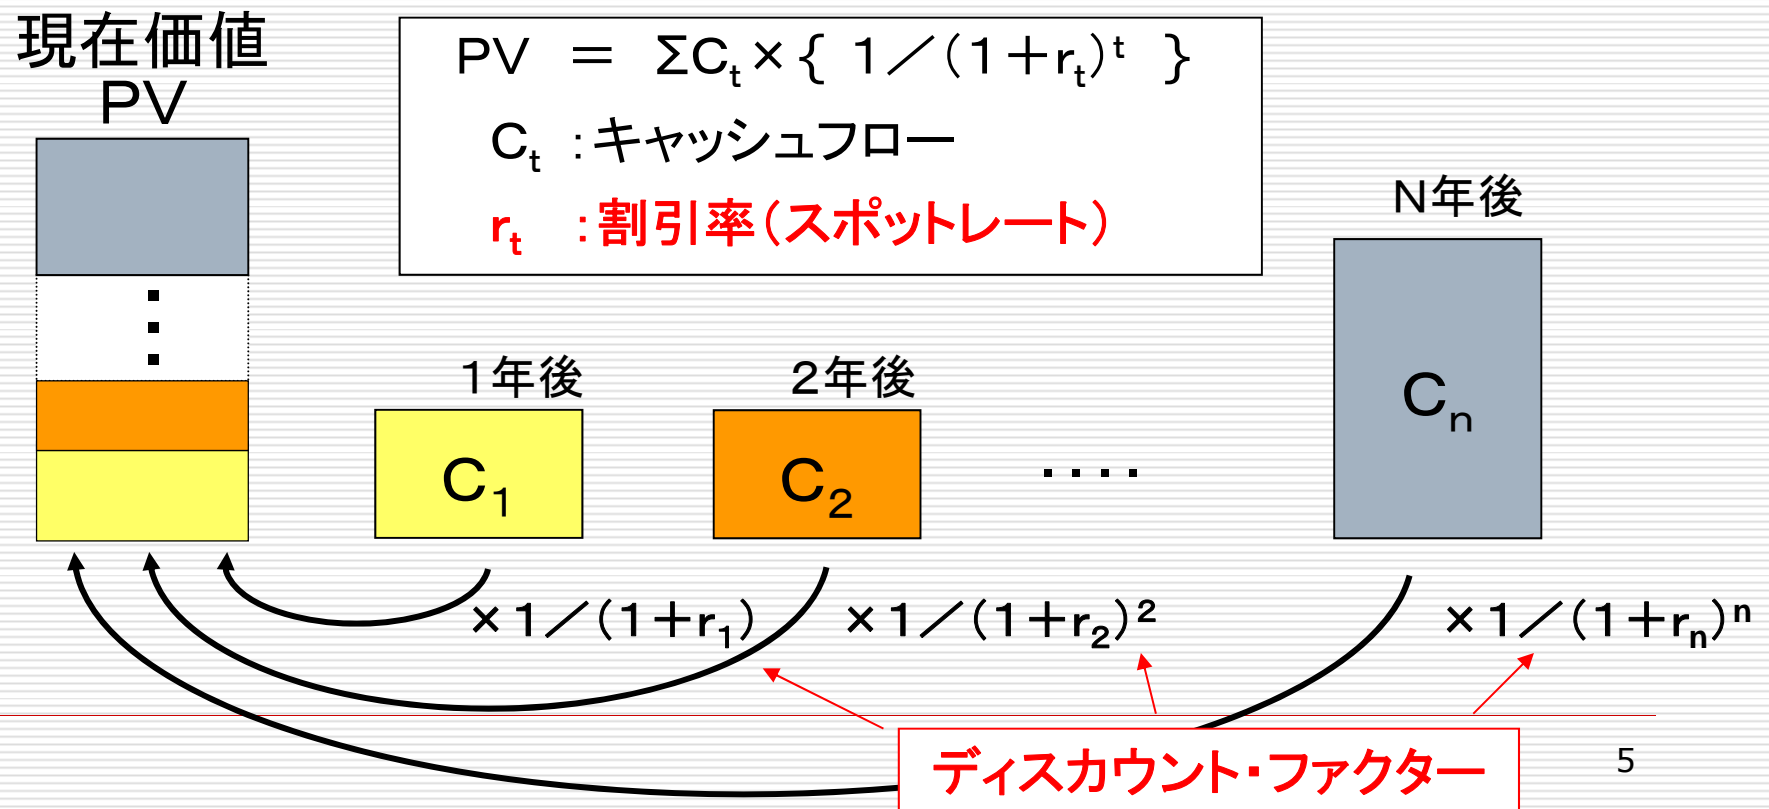 現在価値
PV
PV ＝ ΣCt×{ 1／(1＋rt)t }
Ct ：キャッシュフロー
rt ：割引率(スポットレート)
N年後
1年後
2年後
C1
C2
‥‥
Cn
×1／(1＋r1)
×1／(1＋r2)2
×1／(1＋rn)n
ディスカウント・ファクター
5